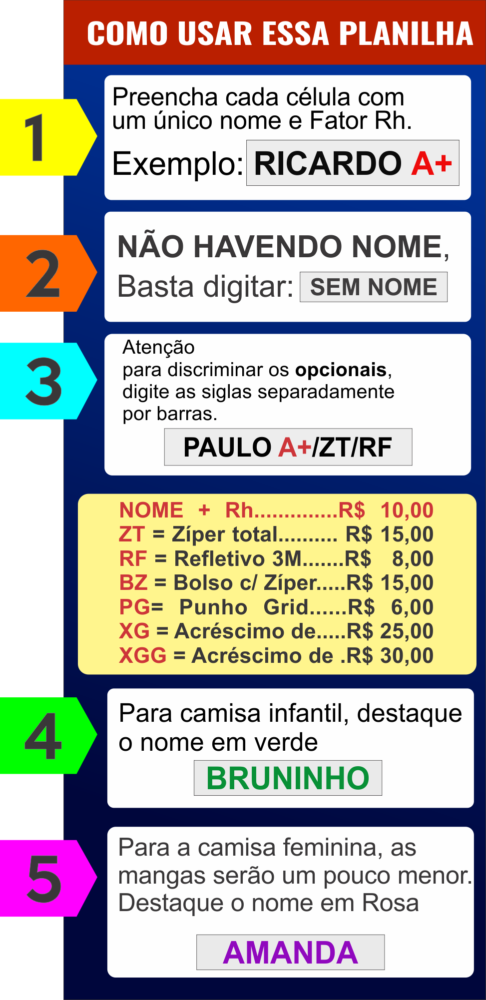 COMO USAR ESSA PLANILHA
1
Preencha cada célula com
um único nome e Fator Rh.
Exemplo: RICARDO A+
2
NÃO HAVENDO NOME,
Basta digitar: SEM NOME
3
Atenção
para discriminar os opcionais,
digite as siglas separadamente
por barras.
PAULO A+/ZT/RF
NOME + Rh..............R$ 10,00
ZT = Zíper total.......... R$ 15,00
RF = Refletivo 3M.......R$ 8,00
BZ = Bolso c/ Zíper.....R$ 15,00
PG= Punho Grid......R$ 6,00
XG = Acréscimo de.....R$ 25,00
XGG = Acréscimo de .R$ 30,00
4
Para camisa infantil, destaque
o nome em verde
BRUNINHO
5
Para a camisa feminina, as
mangas serão um pouco menor.
Destaque o nome em Rosa
AMANDA